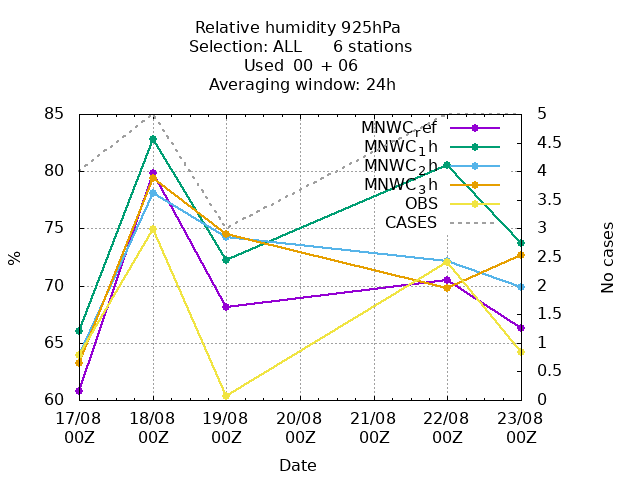 Relative humidity 925hPa
Selection: ALL 6 stations
Used 00 + 06
Averaging window: 24h
85 5
MNWC_ref
4.5
MNWC_1h
80 4
MNWC_2h
MNWC_3h
3.5
OBS
75 3
CASES
% No cases
2.5
70 2
1.5
65 1
0.5
60 0
17/08 18/08 19/08 20/08 21/08 22/08 23/08
00Z 00Z 00Z 00Z 00Z 00Z 00Z
Date